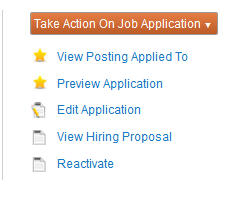 Take Action On Job Application ▼
View Posting Applied To
Preview Application
Edit Application
View Hiring Proposal
Reactivate